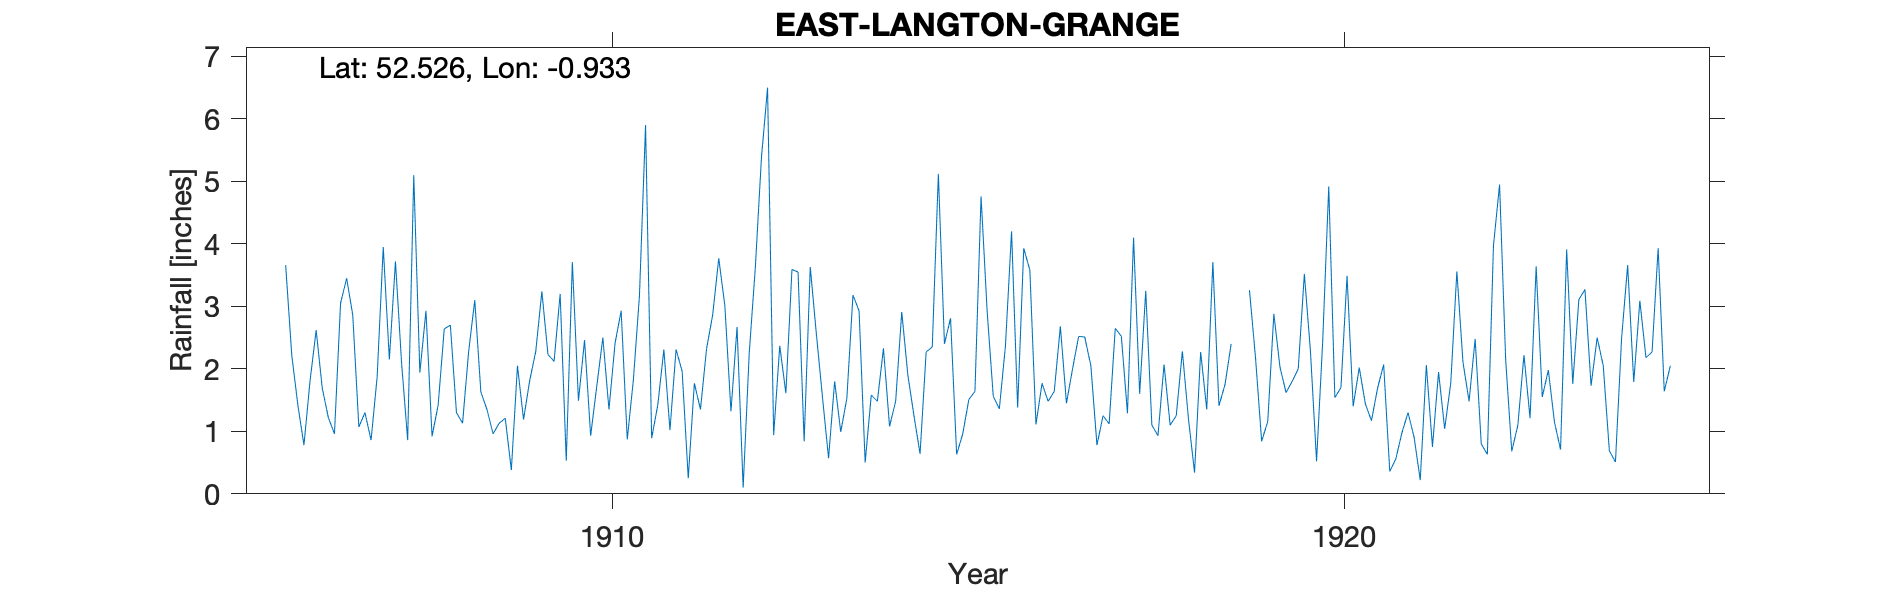 EAST-LANGTON-GRANGE
Lat: 52.526, Lon: -0.933
7
6
5
4
3
2
1
0
Rainfall [inches]
1910
1920
Year